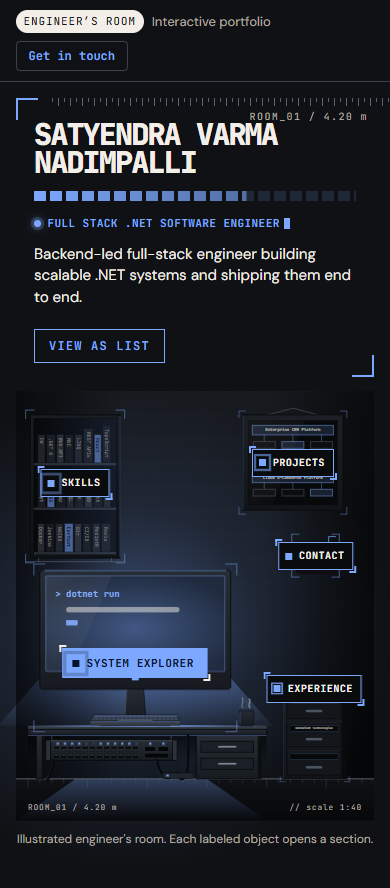 ENGINEER'S ROOM Interactive portfolio
Get in touch
ROOM_01 / 4.20 m
SATYENDRA VARMA
NADIMPALLI
FULL STACK .NET SOFTWARE ENGINEER
Backend-led full-stack engineer building
scalable .NET systems and shipping them end
to end.
VIEW AS LIST
Enterprise CRM Platform
PROJECTS
SKILLS
CONTACT
> dotnet run
SYSTEM EXPLORER
EXPERIENCE
ROOM_01 / 4.20 m
// scale 1:40
Illustrated engineer's room. Each labeled object opens a section.